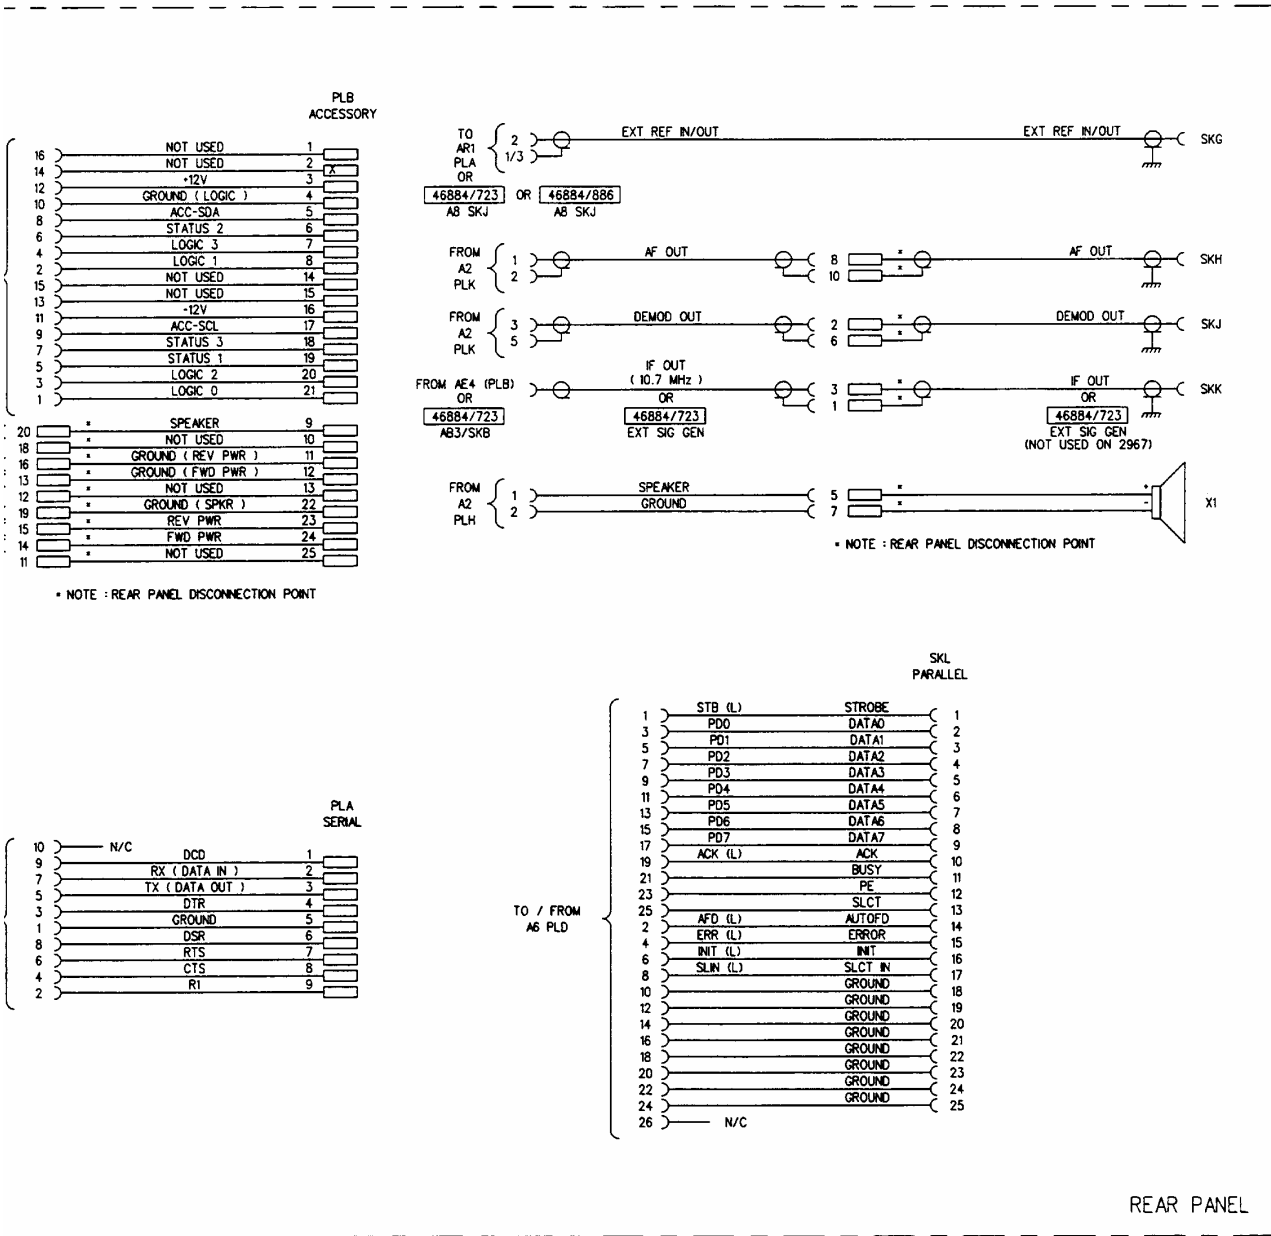 PLB
ACCESSORY
16 NOT USED 1
14 NOT USED 2 X
12 +12V 3
10 GROUND ( LOGIC ) 4
8 ACC-SDA 5
6 STATUS 2 6
4 LOGIC 3 7
2 LOGIC 1 8
15 NOT USED 14
13 NOT USED 15
11 -12V 16
9 ACC-SCL 17
7 STATUS 3 18
5 STATUS 1 19
3 LOGIC 2 20
1 LOGIC 0 21
20 * SPEAKER 9
18 * NOT USED 10
16 * GROUND ( REV PWR ) 11
13 * GROUND ( FWD PWR ) 12
12 * NOT USED 13
19 * GROUND ( SPKR ) 22
15 * REV PWR 23
14 * FWD PWR 24
11 * NOT USED 25
* NOTE : REAR PANEL DISCONNECTION POINT
TO
AR1
PLA
OR
2 EXT REF IN/OUT EXT REF IN/OUT SKG
1/3
46884/723 OR 46884/886
A8 SKJ A8 SKJ
FROM
A2
PLK
1 AF OUT 8 * AF OUT SKH
2 10 *
FROM
A2
PLK
3 DEMOD OUT 2 * DEMOD OUT SKJ
5 6 *
FROM AE4 (PLB)
OR
46884/723
AB3/SKB
IF OUT
( 10.7 MHz )
OR
46884/723
EXT SIG GEN
3 *
1 *
IF OUT SKK
OR
46884/723
EXT SIG GEN
(NOT USED ON 2967)
FROM
A2
PLH
1 SPEAKER 5 * +
2 GROUND 7 * -
X1
* NOTE : REAR PANEL DISCONNECTION POINT
PLA
SERIAL
10 N/C
9 DCD 1
7 RX ( DATA IN ) 2
5 TX ( DATA OUT ) 3
3 DTR 4
1 GROUND 5
8 DSR 6
6 RTS 7
4 CTS 8
2 R1 9
SKL
PARALLEL
TO / FROM
A6 PLD
1 STB (L) STROBE 1
3 PD0 DATA0 2
5 PD1 DATA1 3
7 PD2 DATA2 4
9 PD3 DATA3 5
11 PD4 DATA4 6
13 PD5 DATA5 7
15 PD6 DATA6 8
17 PD7 DATA7 9
19 ACK (L) ACK 10
21 BUSY 11
23 PE 12
25 SLCT 13
2 AFD (L) AUTOFD 14
4 ERR (L) ERROR 15
6 INIT (L) INIT 16
8 SLIN (L) SLCT IN 17
10 GROUND 18
12 GROUND 19
14 GROUND 20
16 GROUND 21
18 GROUND 22
20 GROUND 23
22 GROUND 24
24 GROUND 25
26 N/C
REAR PANEL